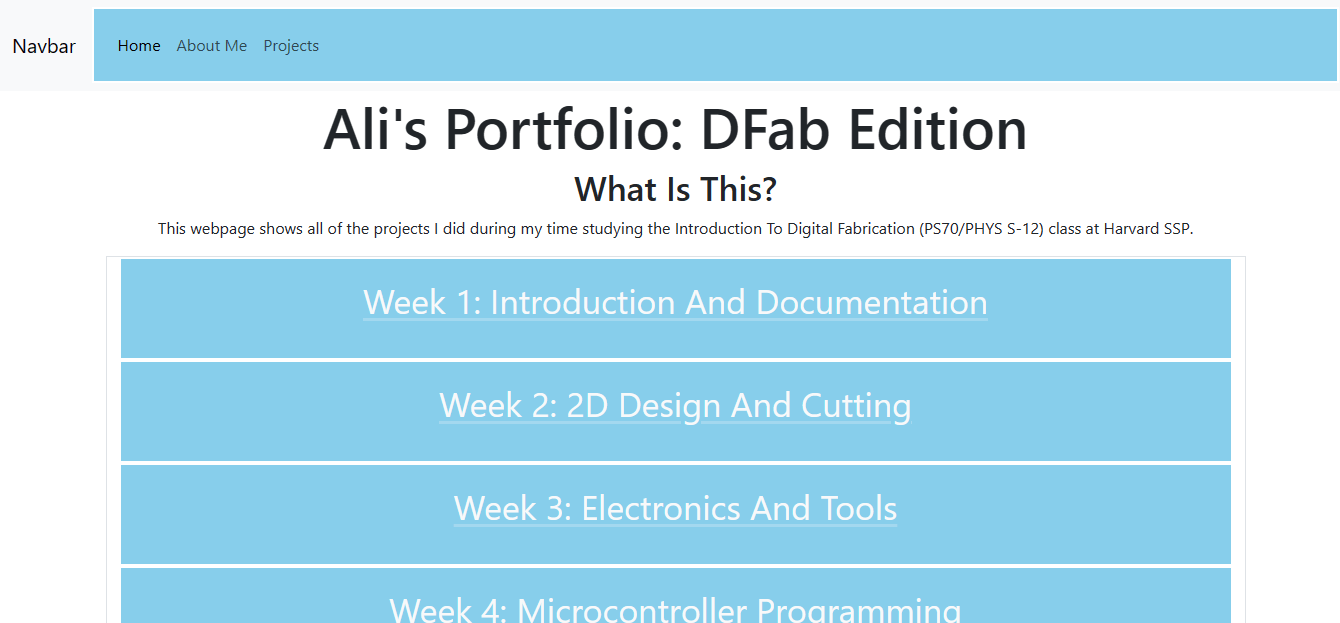 Navbar Home About Me Projects
Ali's Portfolio: DFab Edition
What Is This?
This webpage shows all of the projects I did during my time studying the Introduction To Digital Fabrication (PS70/PHYS S-12) class at Harvard SSP.
Week 1: Introduction And Documentation
Week 2: 2D Design And Cutting
Week 3: Electronics And Tools
Week 4: Microcontroller Programming